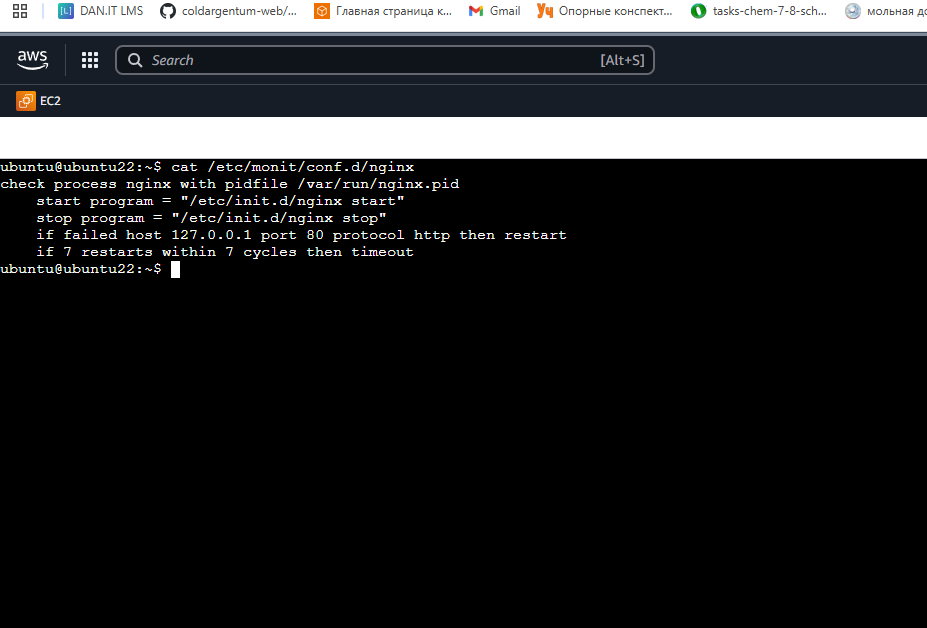 DAN.IT LMS coldargentum-web/... Главная страница к... Gmail Опорные конспект... tasks-chem-7-8-sch... мольная до
aws Search [Alt+S]
EC2
ubuntu@ubuntu22:~$ cat /etc/monit/conf.d/nginx
check process nginx with pidfile /var/run/nginx.pid
    start program = "/etc/init.d/nginx start"
    stop program = "/etc/init.d/nginx stop"
    if failed host 127.0.0.1 port 80 protocol http then restart
    if 7 restarts within 7 cycles then timeout
ubuntu@ubuntu22:~$